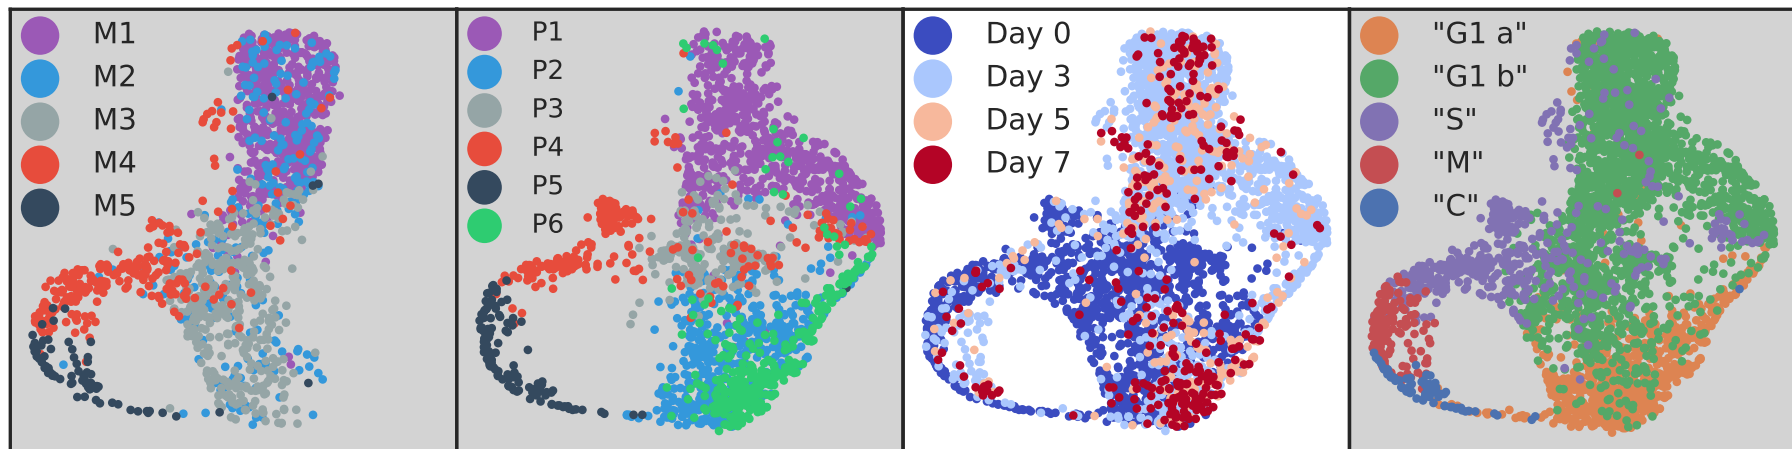 M1
M2
M3
M4
M5
P1
P2
P3
P4
P5
P6
Day 0
Day 3
Day 5
Day 7
"G1 a"
"G1 b"
"S"
"M"
"C"